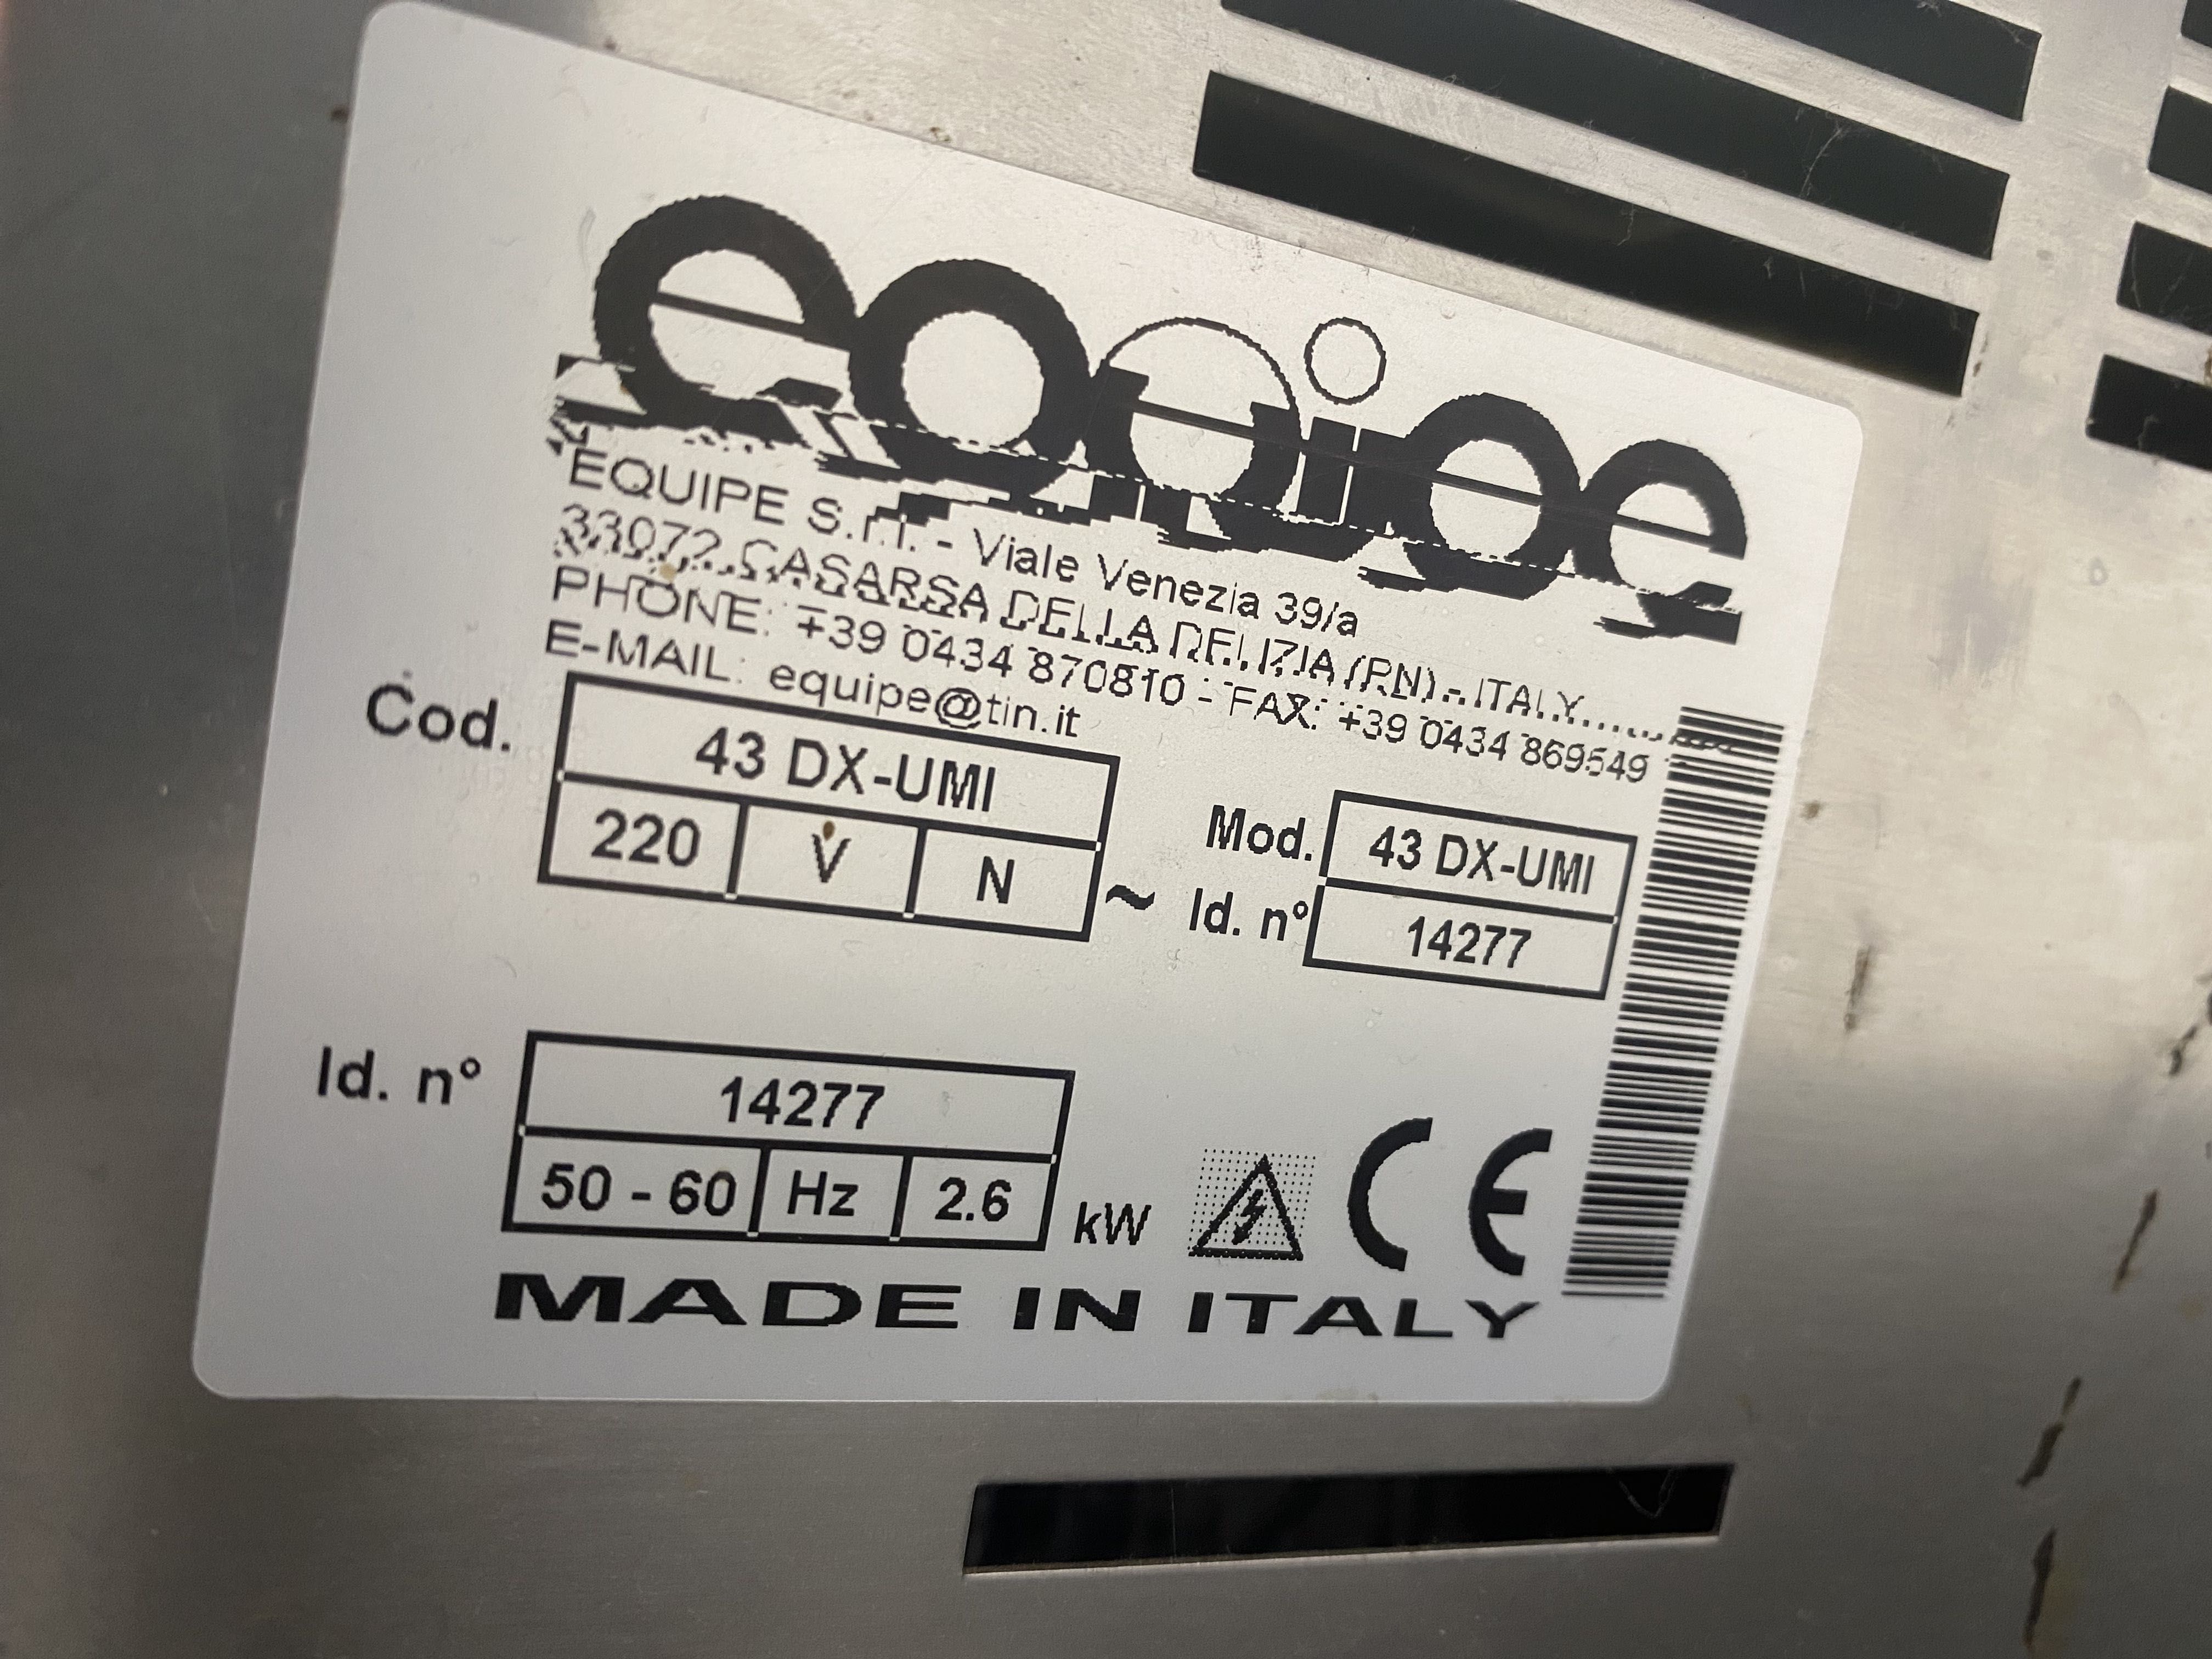 equipe
EQUIPE S.r.l. - Viale Venezia 39/a
33072 CASARSA DELLA DELIZIA (PN) - ITALY
PHONE: +39 0434 870810 - FAX: +39 0434 869549
E-MAIL: equipe@tin.it
Cod. 43 DX-UMI
220 V N ~
Mod. 43 DX-UMI
Id. n° 14277
Id. n° 14277
50 - 60 Hz 2.6 kW
CE
MADE IN ITALY